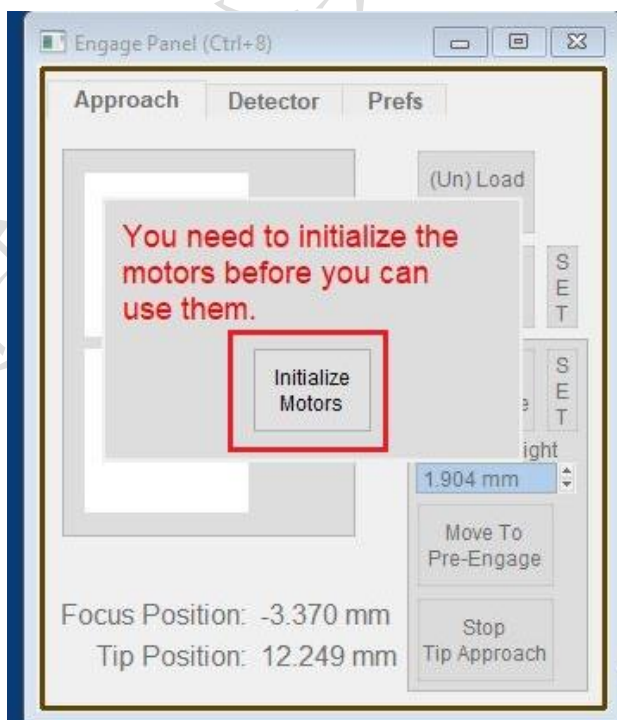 Engage Panel (Ctrl+8)
Approach Detector Prefs
(Un) Load
You need to initialize the
motors before you can
use them.
S
E
T
Initialize
Motors
S
E
T
1.904 mm
Move To
Pre-Engage
Focus Position: -3.370 mm
Tip Position: 12.249 mm
Stop
Tip Approach